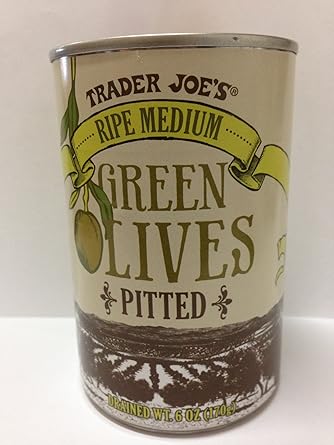 TRADER JOE'S®
RIPE MEDIUM
GREEN
OLIVES
PITTED
DRAINED WT. 6 OZ (170g)